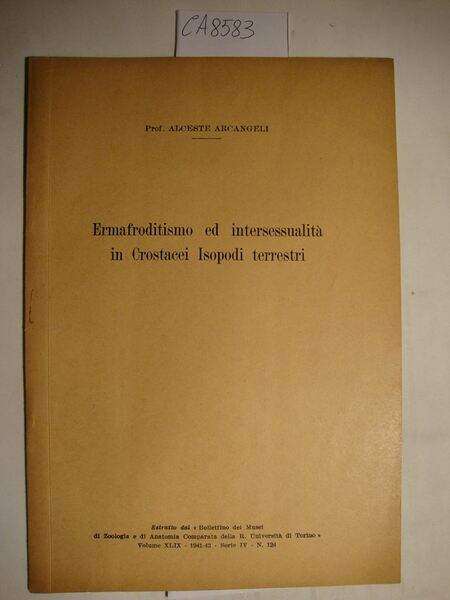 CA8583
Prof. ALCESTE ARCANGELI
Ermafroditismo ed intersessualità
in Crostacei Isopodi terrestri
Estratto dal « Bollettino dei Musei
di Zoologia e di Anatomia Comparata della R. Università di Torino »
Volume XLIX - 1941-42 - Serie IV - N. 124